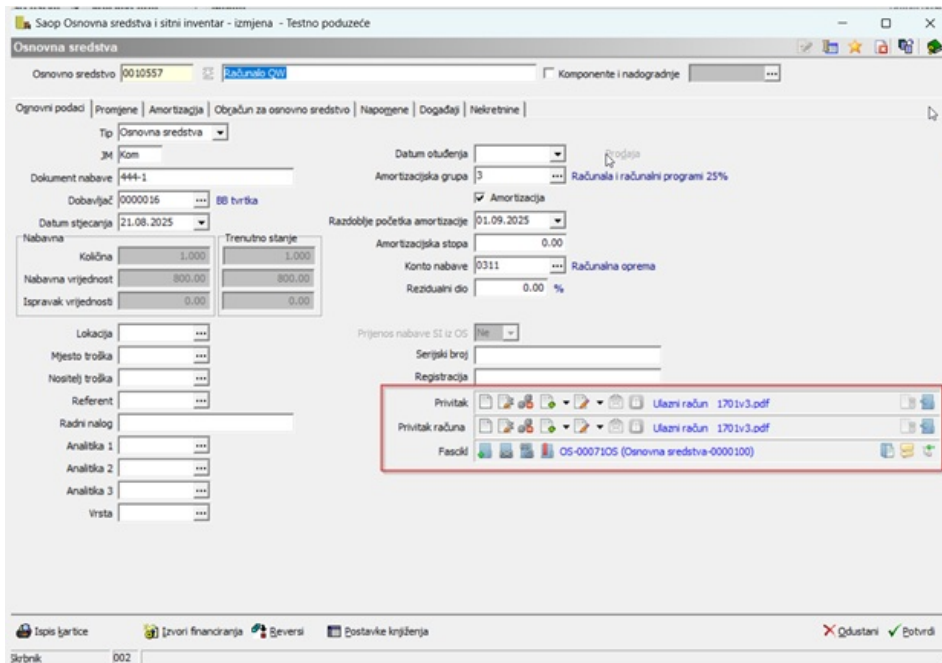 Saop Osnovna sredstva i sitni inventar - izmjena - Testno poduzeće
Osnovna sredstva
Osnovno sredstvo 0010557 Računalo QW Komponente i nadogradnje ...
Osnovni podaci Promjene Amortizacija Obračun za osnovno sredstvo Napomene Događaji Nekretnine
Tip Osnovna sredstva
JM Kom
Datum otuđenja Prodaja
Dokument nabave 444-1
Amortizacijska grupa 3 ... Računala i računalni programi 25%
Dobavljač 0000016 ... BB tvrtka
Amortizacija
Datum stjecanja 21.08.2025
Razdoblje početka amortizacije 01.09.2025
Nabavna Trenutno stanje
Amortizacijska stopa 0.00
Količna 1.000 1.000
Konto nabave 0311 ... Računalna oprema
Nabavna vrijednost 800.00 800.00
Rezidualni dio 0.00 %
Ispravak vrijednosti 0.00 0.00
Lokacija ...
Prijenos nabave SI iz OS Ne
Mjesto troška ...
Serijski broj
Nositelj troška ...
Registracija
Referent ...
Privitak Ulazni račun 1701v3.pdf
Radni nalog
Privitak računa Ulazni račun 1701v3.pdf
Analitika 1 ...
Fascikl OS-00071OS (Osnovna sredstva-0000100)
Analitika 2 ...
Analitika 3 ...
Vrsta ...
Ispis kartice Izvori financiranja Reversi Postavke knjiženja Odustani Potvrdi
Skrbnik 002